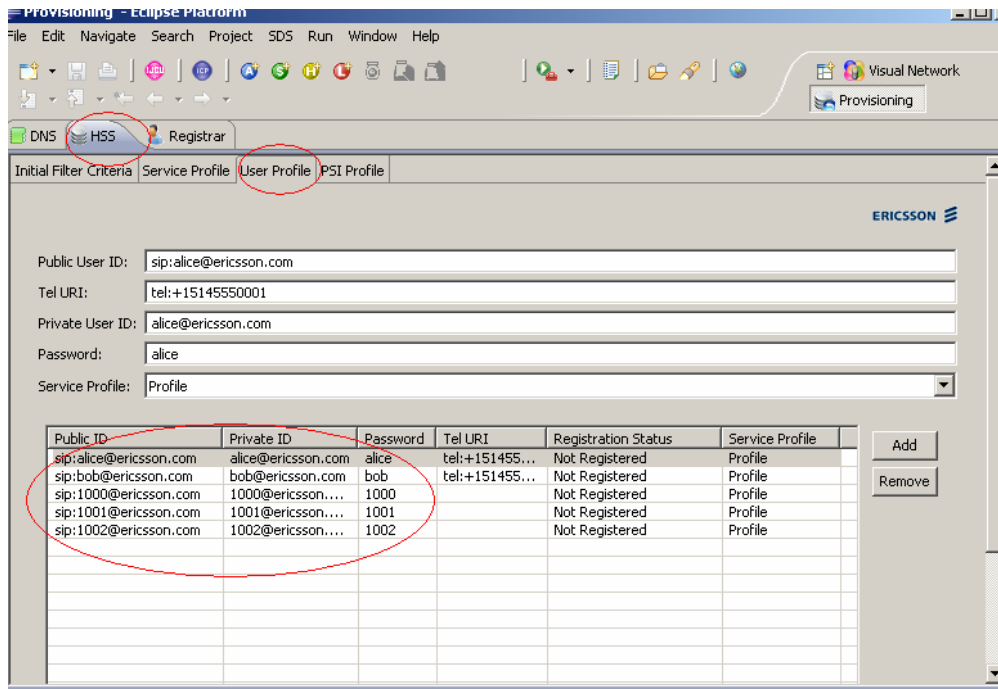 Provisioning - Eclipse Platform
File Edit Navigate Search Project SDS Run Window Help
Visual Network
Provisioning
DNS HSS Registrar
Initial Filter Criteria Service Profile User Profile PSI Profile
ERICSSON
Public User ID: sip:alice@ericsson.com
Tel URI: tel:+15145550001
Private User ID: alice@ericsson.com
Password: alice
Service Profile: Profile
Public ID Private ID Password Tel URI Registration Status Service Profile
sip:alice@ericsson.com alice@ericsson.com alice tel:+151455... Not Registered Profile
sip:bob@ericsson.com bob@ericsson.com bob tel:+151455... Not Registered Profile
sip:1000@ericsson.com 1000@ericsson.... 1000 Not Registered Profile
sip:1001@ericsson.com 1001@ericsson.... 1001 Not Registered Profile
sip:1002@ericsson.com 1002@ericsson.... 1002 Not Registered Profile
Add
Remove